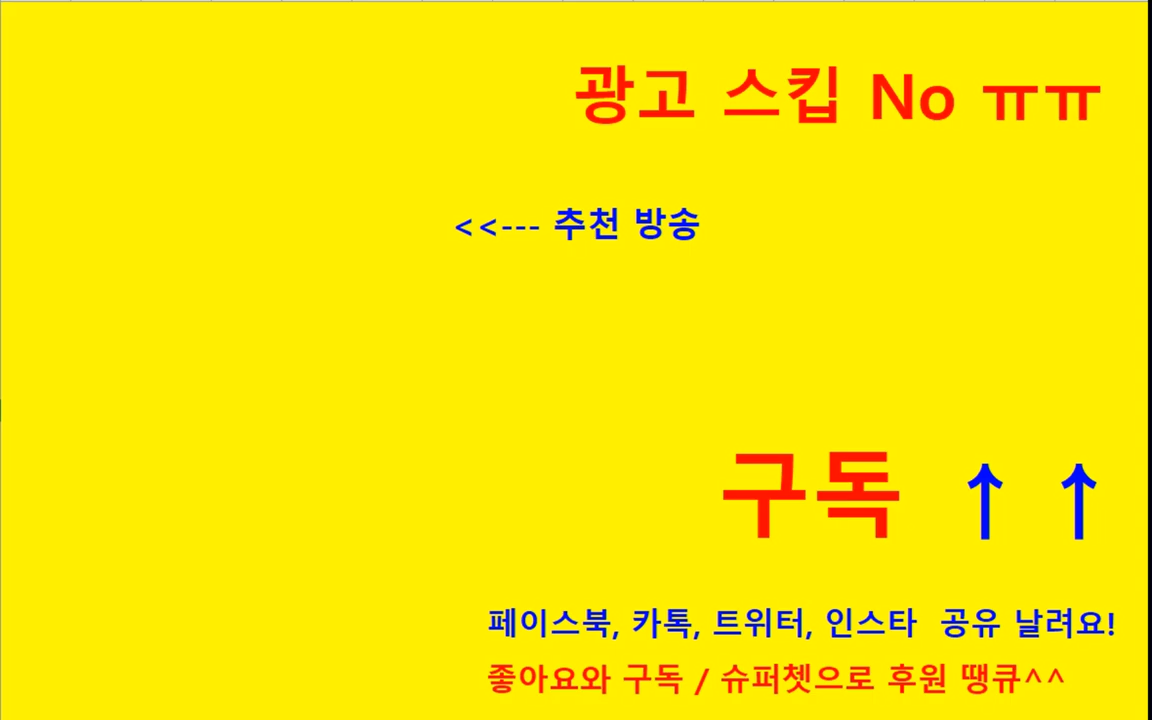 광고 스킵 No ㅠㅠ
<<--- 추천 방송
구독 ↑ ↑
페이스북, 카톡, 트위터, 인스타 공유 날려요!
좋아요와 구독 / 슈퍼쳇으로 후원 땡큐^^